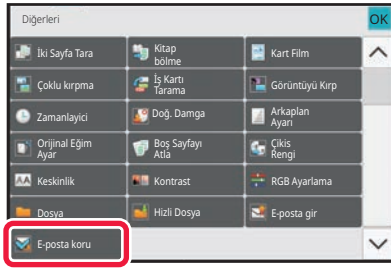 Diğerleri
OK
İki Sayfa Tara
Kitap
bölme
Kart Film
Çoklu kırpma
İş Kartı
Tarama
Görüntüyü Kırp
Zamanlayici
Doğ. Damga
Arkaplan
Ayarı
Orijinal Eğim
Ayar
Boş Sayfayı
Atla
Çikis
Rengi
AA
Keskinlik
Kontrast
RGB Ayarlama
Dosya
Hizli Dosya
E-posta gir
E-posta koru